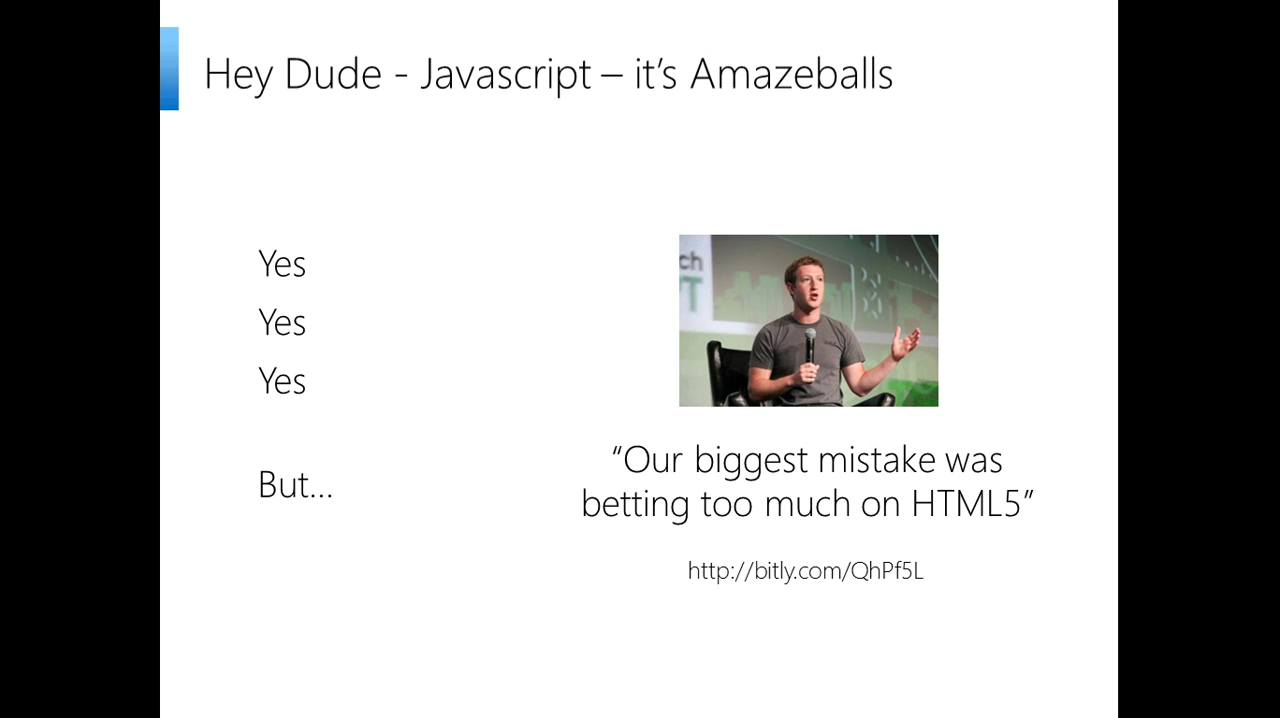 Hey Dude - Javascript – it’s Amazeballs
Yes
Yes
Yes
But…
ch
T
“Our biggest mistake was
betting too much on HTML5”
http://bitly.com/QhPf5L